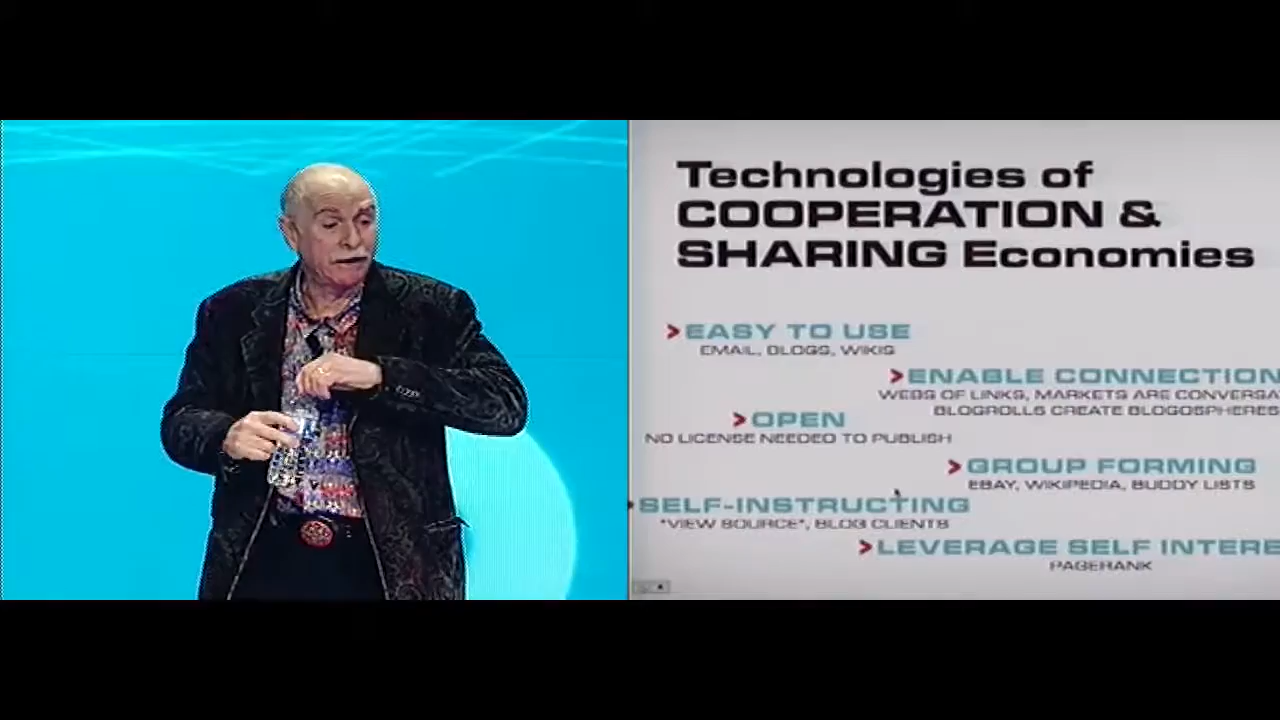 Technologies of
COOPERATION &
SHARING Economies
>EASY TO USE
EMAIL, BLOGS, WIKIS
>ENABLE CONNECTION
WEBS OF LINKS, MARKETS ARE CONVERSA
BLOGROLLS CREATE BLOGOSPHERES
>OPEN
NO LICENSE NEEDED TO PUBLISH
>GROUP FORMING
EBAY, WIKIPEDIA, BUDDY LISTS
SELF-INSTRUCTING
"VIEW SOURCE", BLOG CLIENTS
>LEVERAGE SELF INTERE
PAGERANK